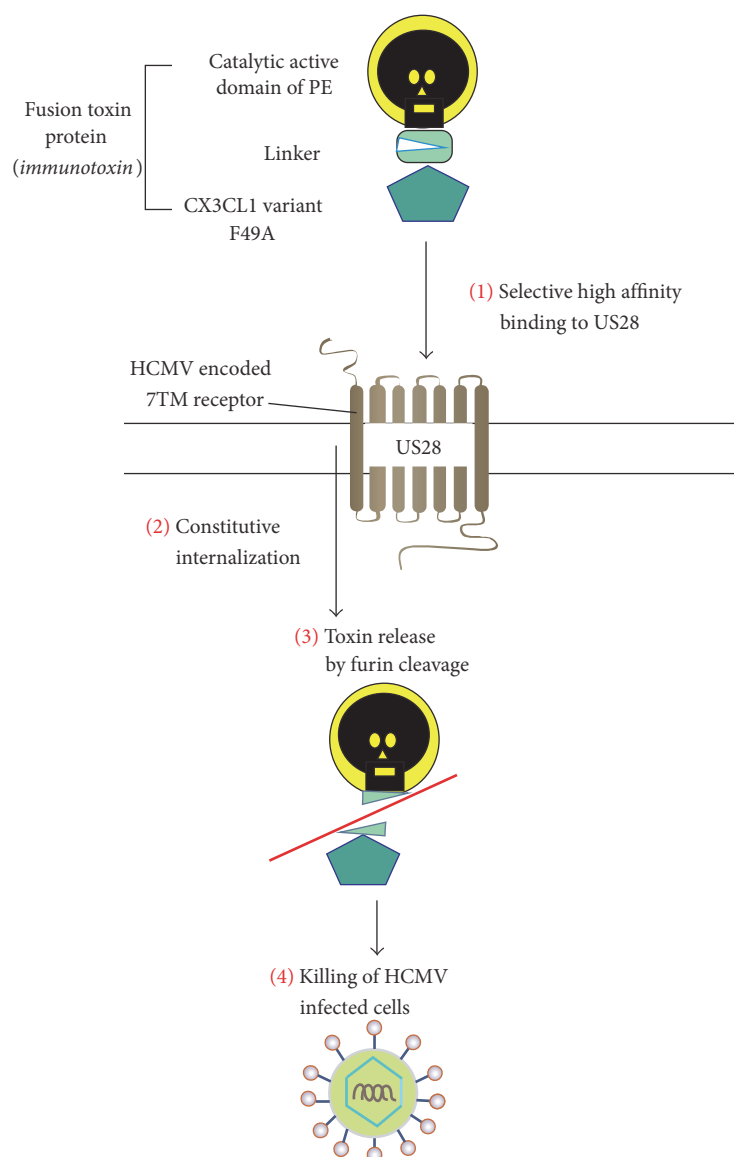 Catalytic active
domain of PE
Fusion toxin
protein
(immunotoxin)
Linker
CX3CL1 variant
F49A
(1) Selective high affinity
binding to US28
HCMV encoded
7TM receptor
US28
(2) Constitutive
internalization
(3) Toxin release
by furin cleavage
(4) Killing of HCMV
infected cells